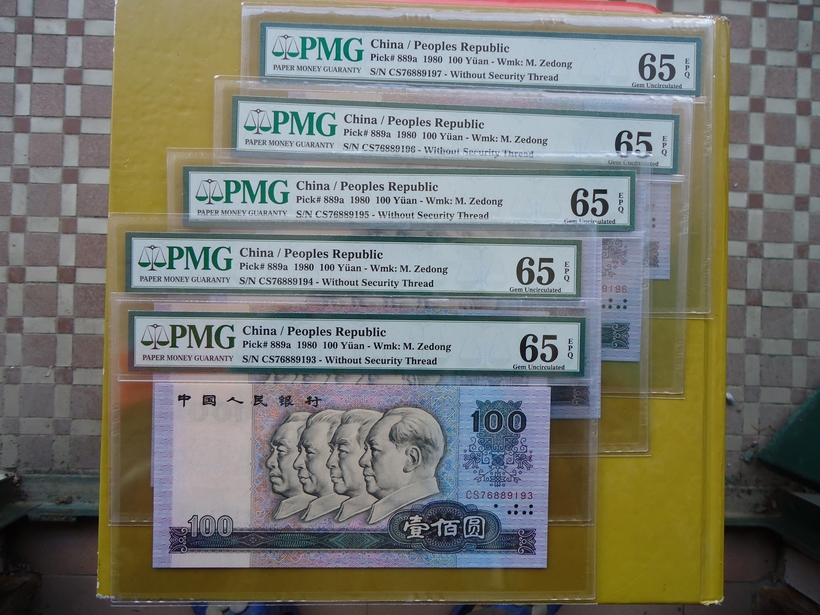 PMG
PAPER MONEY GUARANTY
China / Peoples Republic
Pick# 889a 1980 100 Yüan - Wmk: M. Zedong
S/N CS76889197 - Without Security Thread
65 EPQ
Gem Uncirculated
PMG
PAPER MONEY GUARANTY
China / Peoples Republic
Pick# 889a 1980 100 Yüan - Wmk: M. Zedong
S/N CS76889196 - Without Security Thread
65 EPQ
Gem Uncirculated
PMG
PAPER MONEY GUARANTY
China / Peoples Republic
Pick# 889a 1980 100 Yüan - Wmk: M. Zedong
S/N CS76889195 - Without Security Thread
65 EPQ
Gem Uncirculated
PMG
PAPER MONEY GUARANTY
China / Peoples Republic
Pick# 889a 1980 100 Yüan - Wmk: M. Zedong
S/N CS76889194 - Without Security Thread
65 EPQ
Gem Uncirculated
PMG
PAPER MONEY GUARANTY
China / Peoples Republic
Pick# 889a 1980 100 Yüan - Wmk: M. Zedong
S/N CS76889193 - Without Security Thread
65 EPQ
Gem Uncirculated
中国人民银行
100
CS76889193
100
壹佰圆